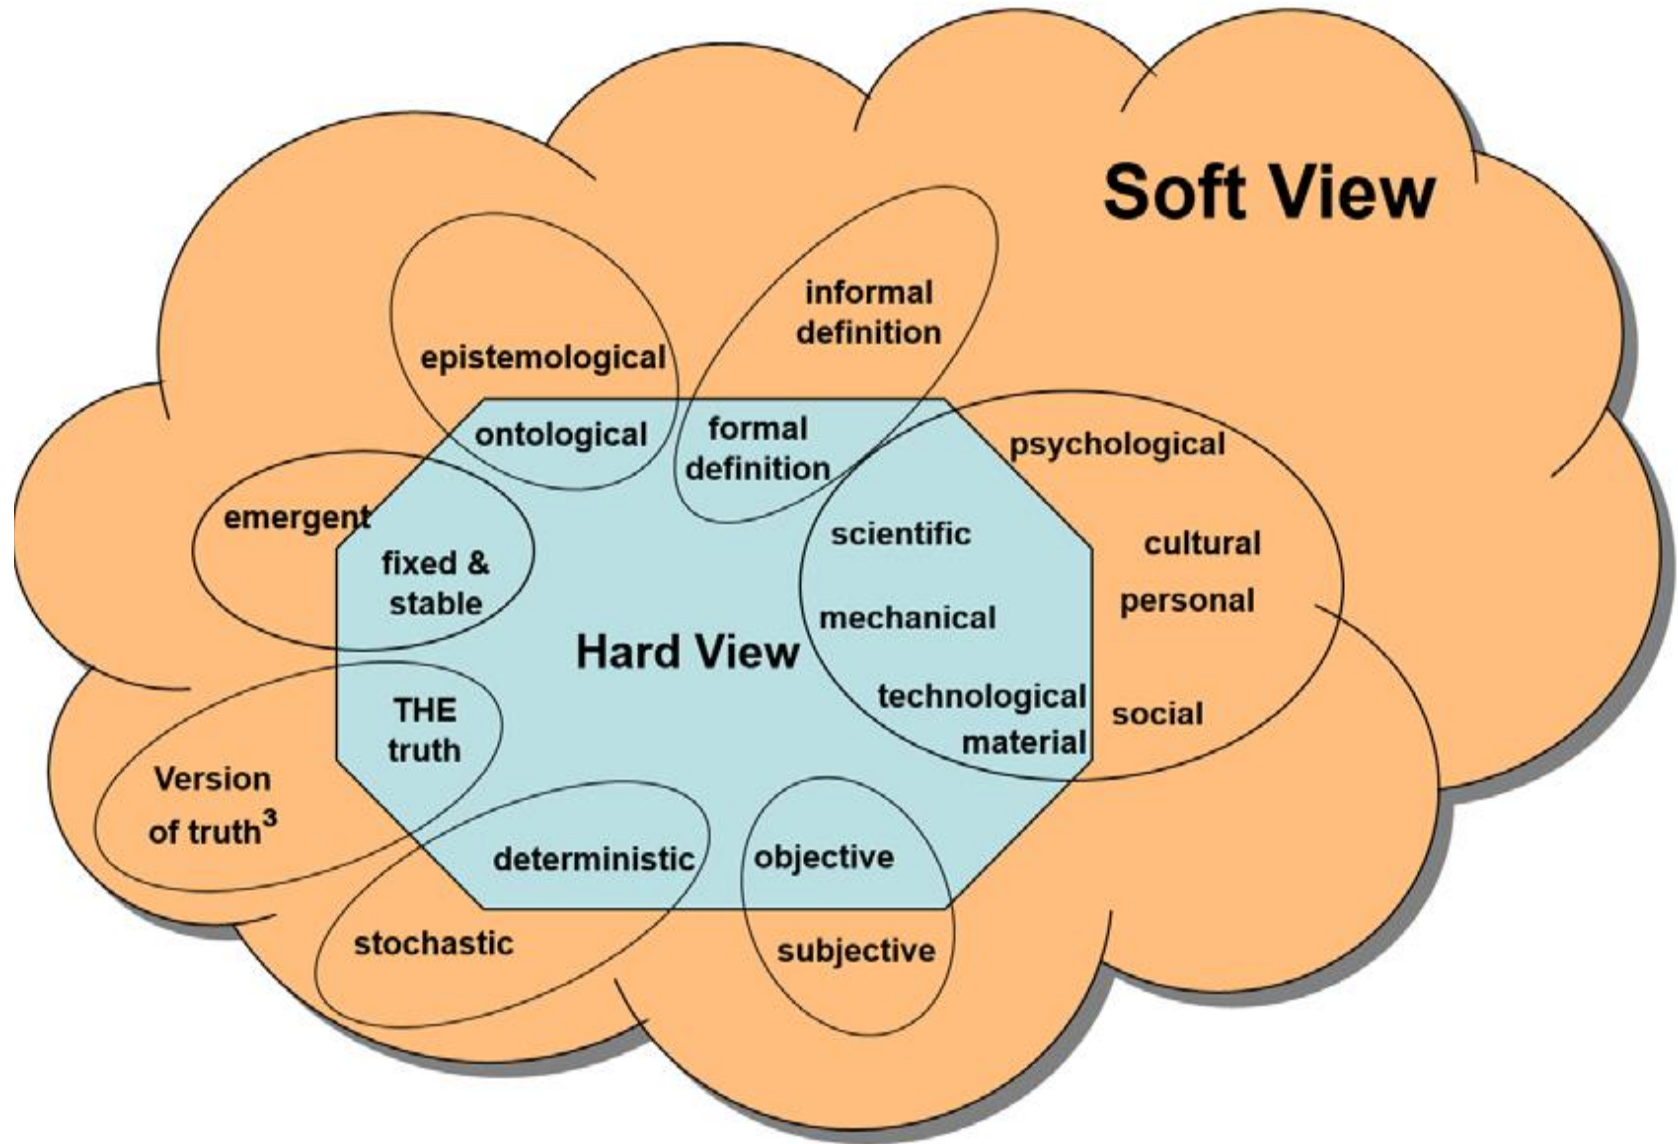 Soft View
informal
definition
epistemological
ontological
formal
definition
psychological
emergent
fixed &
stable
scientific
cultural
mechanical
personal
Hard View
technological
material
social
THE
truth
Version
of truth³
deterministic
objective
stochastic
subjective